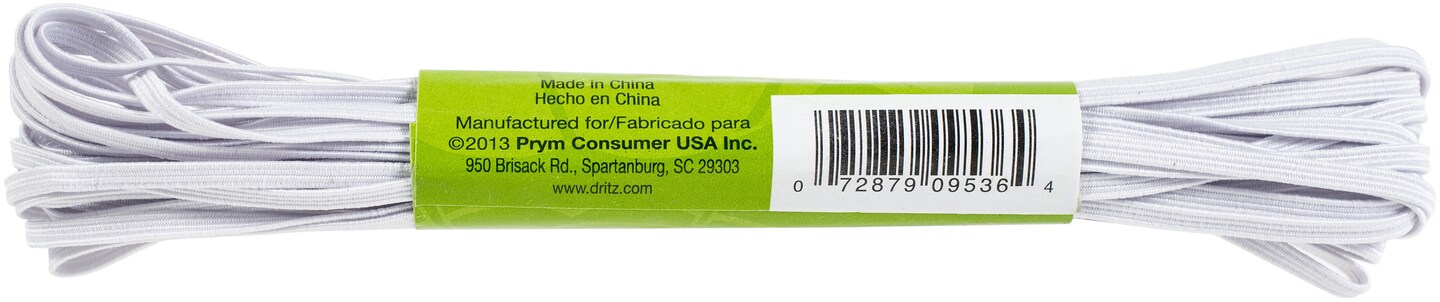 Made in China
Hecho en China
Manufactured for/Fabricado para
©2013 Prym Consumer USA Inc.
950 Brisack Rd., Spartanburg, SC 29303
www.dritz.com
0 72879 09536 4